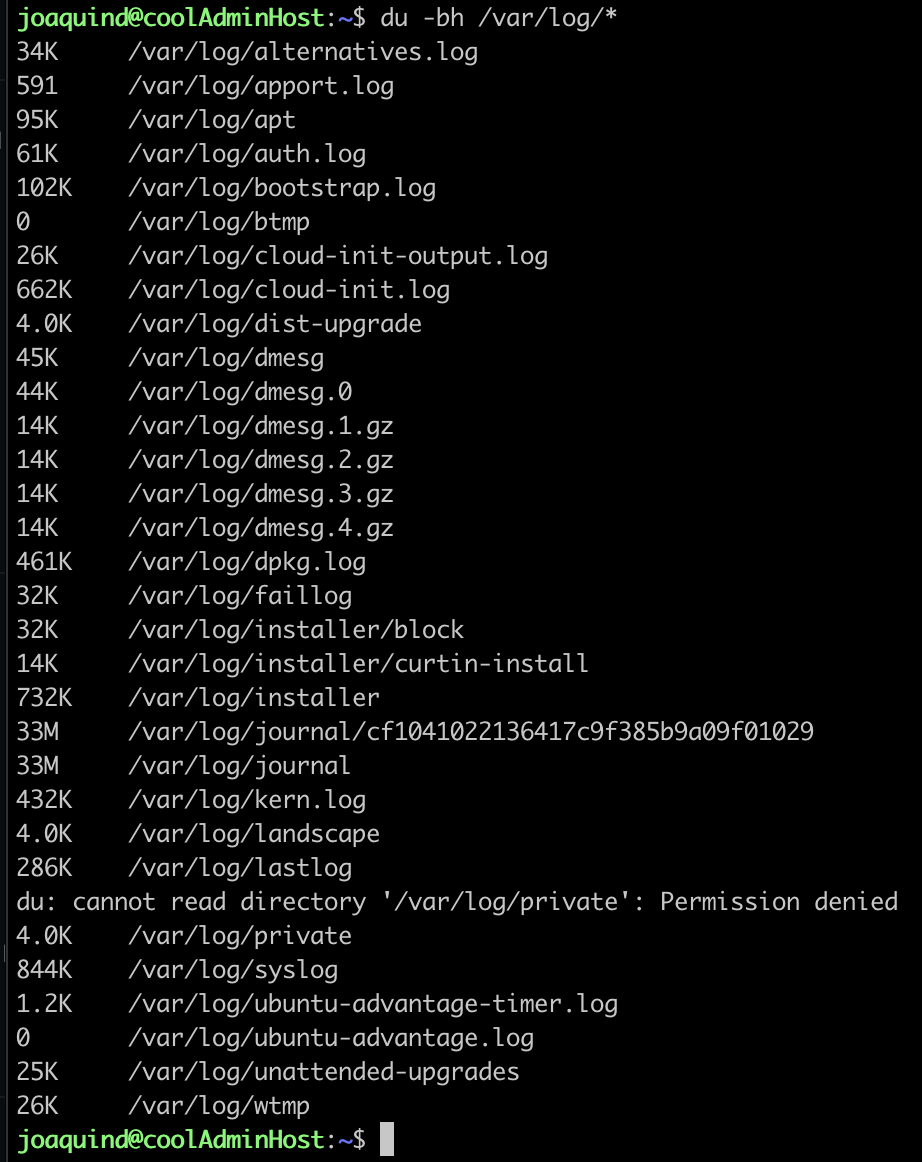 joaquind@coolAdminHost:~$ du -bh /var/log/*
34K	/var/log/alternatives.log
591	/var/log/apport.log
95K	/var/log/apt
61K	/var/log/auth.log
102K	/var/log/bootstrap.log
0	/var/log/btmp
26K	/var/log/cloud-init-output.log
662K	/var/log/cloud-init.log
4.0K	/var/log/dist-upgrade
45K	/var/log/dmesg
44K	/var/log/dmesg.0
14K	/var/log/dmesg.1.gz
14K	/var/log/dmesg.2.gz
14K	/var/log/dmesg.3.gz
14K	/var/log/dmesg.4.gz
461K	/var/log/dpkg.log
32K	/var/log/faillog
32K	/var/log/installer/block
14K	/var/log/installer/curtin-install
732K	/var/log/installer
33M	/var/log/journal/cf1041022136417c9f385b9a09f01029
33M	/var/log/journal
432K	/var/log/kern.log
4.0K	/var/log/landscape
286K	/var/log/lastlog
du: cannot read directory '/var/log/private': Permission denied
4.0K	/var/log/private
844K	/var/log/syslog
1.2K	/var/log/ubuntu-advantage-timer.log
0	/var/log/ubuntu-advantage.log
25K	/var/log/unattended-upgrades
26K	/var/log/wtmp
joaquind@coolAdminHost:~$